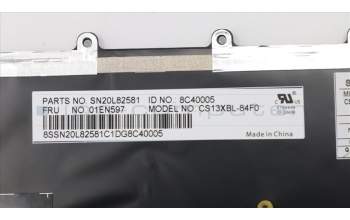 PARTS NO. SN20L82581 ID NO. 8C40005
FRU NO. 01EN597 MODEL NO. CS13XBL-84F0
8SSN20L82581C1DG8C40005
Made in China